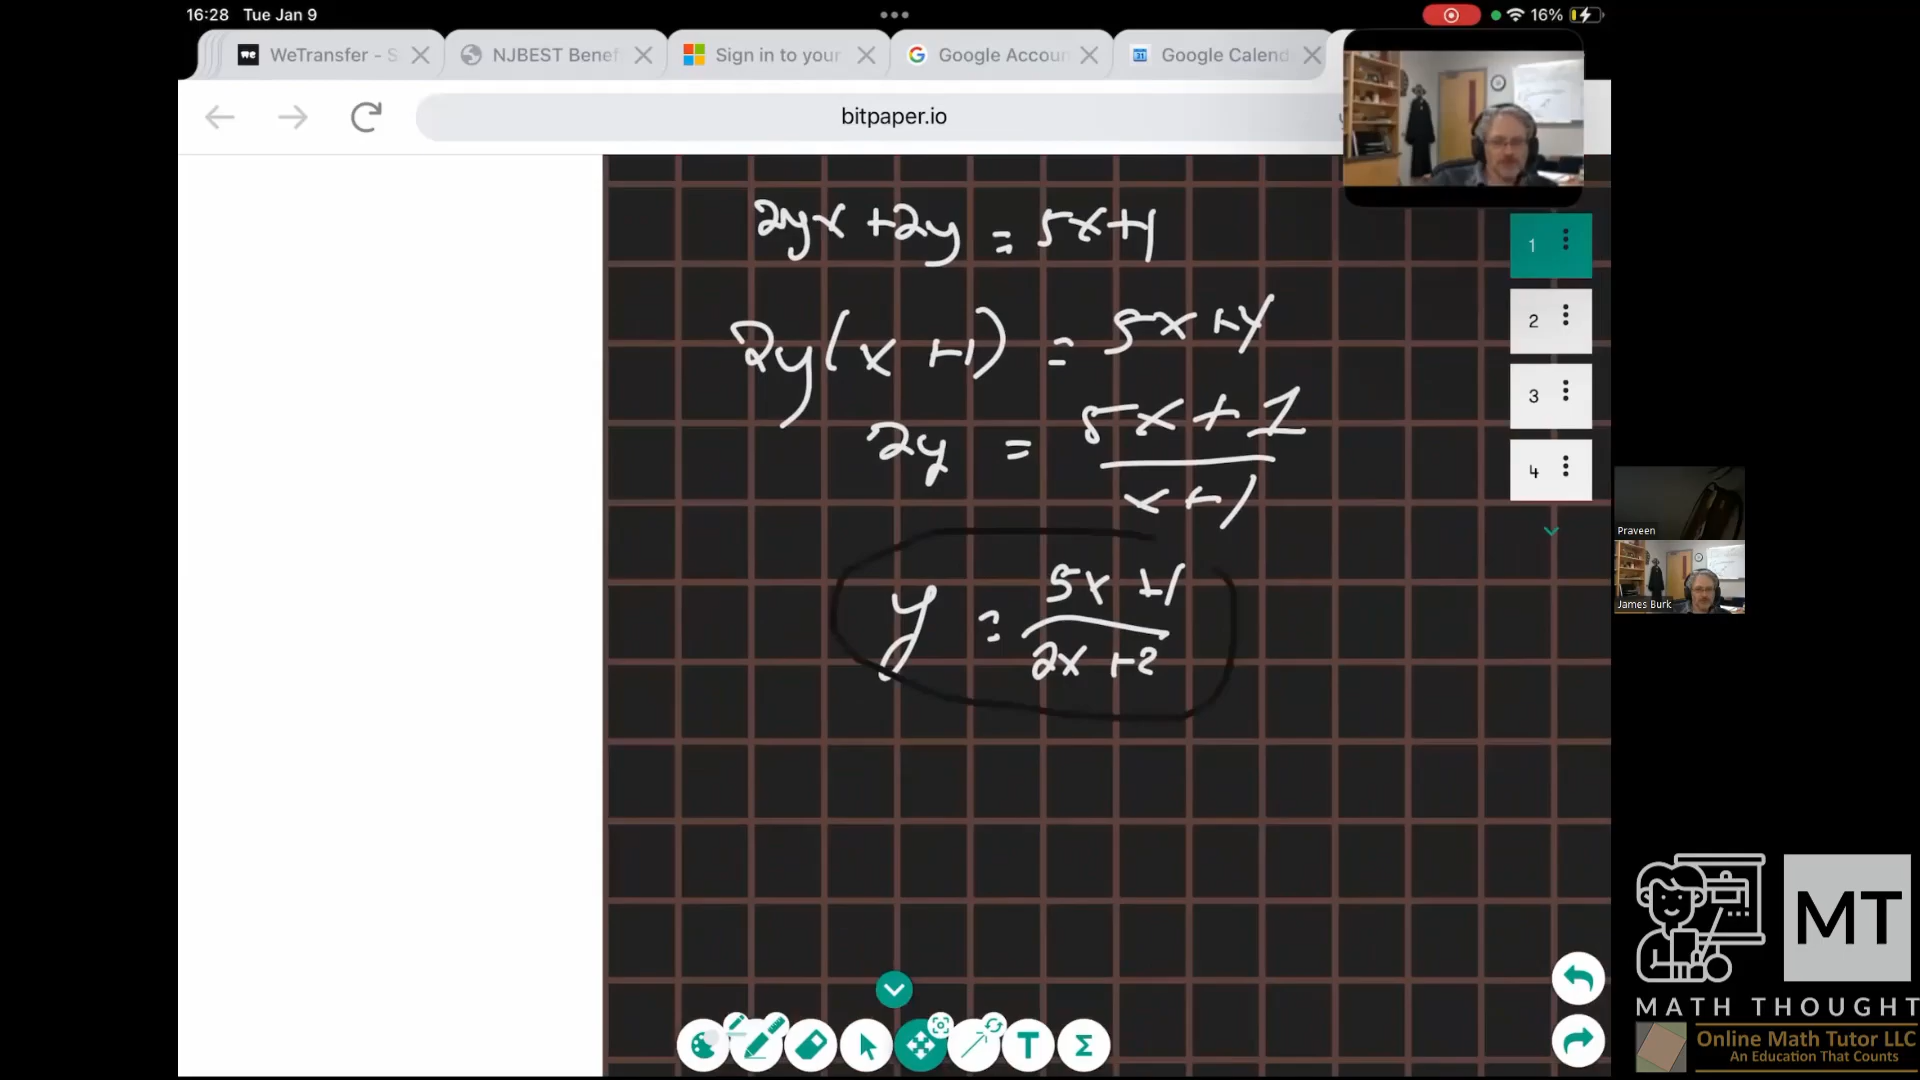 16:28 Tue Jan 9
16%
WeTransfer - S
NJBEST Benef
Sign in to your
Google Accoun
Google Calend
bitpaper.io
2yx + 2y = 5x + 1
2y(x + 1) = 5x + 1
2y = (5x + 1) / (x + 1)
y = (5x + 1) / (2x + 2)
1
2
3
4
Praveen
James Burk
T
Σ
MT
MATH THOUGHT
Online Math Tutor LLC
An Education That Counts